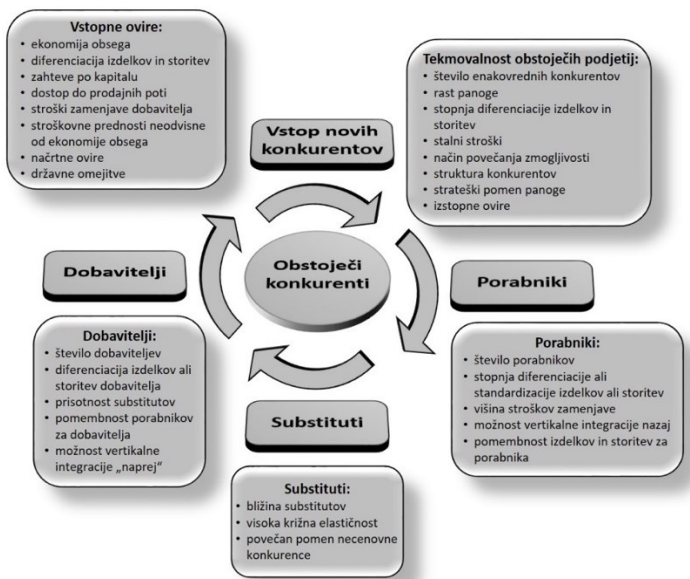 Vstopne ovire:
• ekonomija obsega
• diferenciacija izdelkov in storitev
• zahteve po kapitalu
• dostop do prodajnih poti
• stroški zamenjave dobavitelja
• stroškovne prednosti neodvisne
od ekonomije obsega
• načrtne ovire
• državne omejitve
Tekmovalnost obstoječih podjetij:
• število enakovrednih konkurentov
• rast panoge
• stopnja diferenciacije izdelkov in
storitev
• stalni stroški
• način povečanja zmogljivosti
• struktura konkurentov
• strateški pomen panoge
• izstopne ovire
Vstop novih
konkurentov
Dobavitelji
Obstoječi
konkurenti
Porabniki
Dobavitelji:
• število dobaviteljev
• diferenciacija izdelkov ali
storitev dobavitelja
• prisotnost substitutov
• pomembnost porabnikov
za dobavitelja
• možnost vertikalne
integracije „naprej“
Porabniki:
• število porabnikov
• stopnja diferenciacije ali
standardizacije izdelkov ali storitev
• višina stroškov zamenjave
• možnost vertikalne integracije nazaj
• pomembnost izdelkov in storitev za
porabnika
Substituti
Substituti:
• bližina substitutov
• visoka križna elastičnost
• povečan pomen necenovne
konkurence